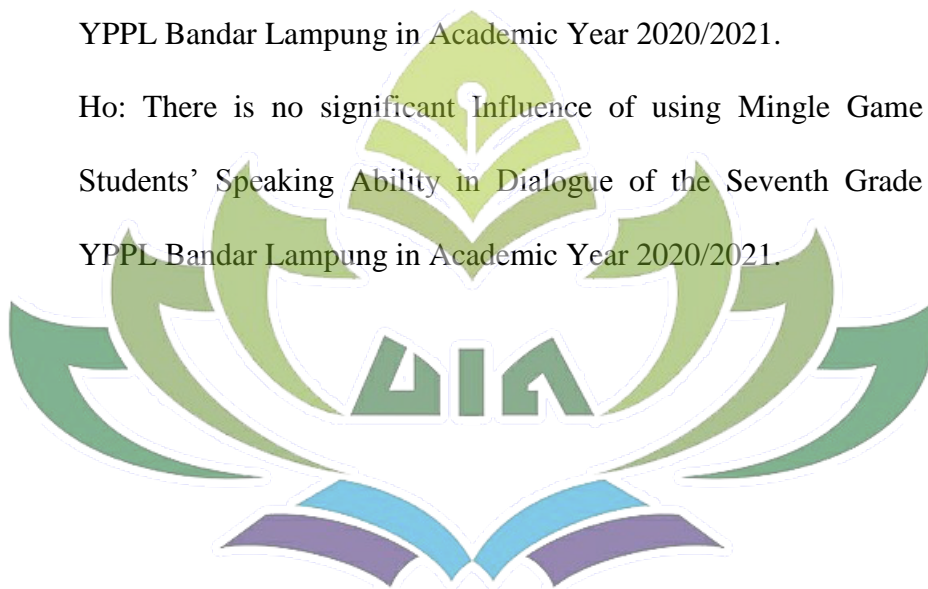 YPPL Bandar Lampung in Academic Year 2020/2021.
Ho: There is no significant Influence of using Mingle Game
Students’ Speaking Ability in Dialogue of the Seventh Grade
YPPL Bandar Lampung in Academic Year 2020/2021.
UIN